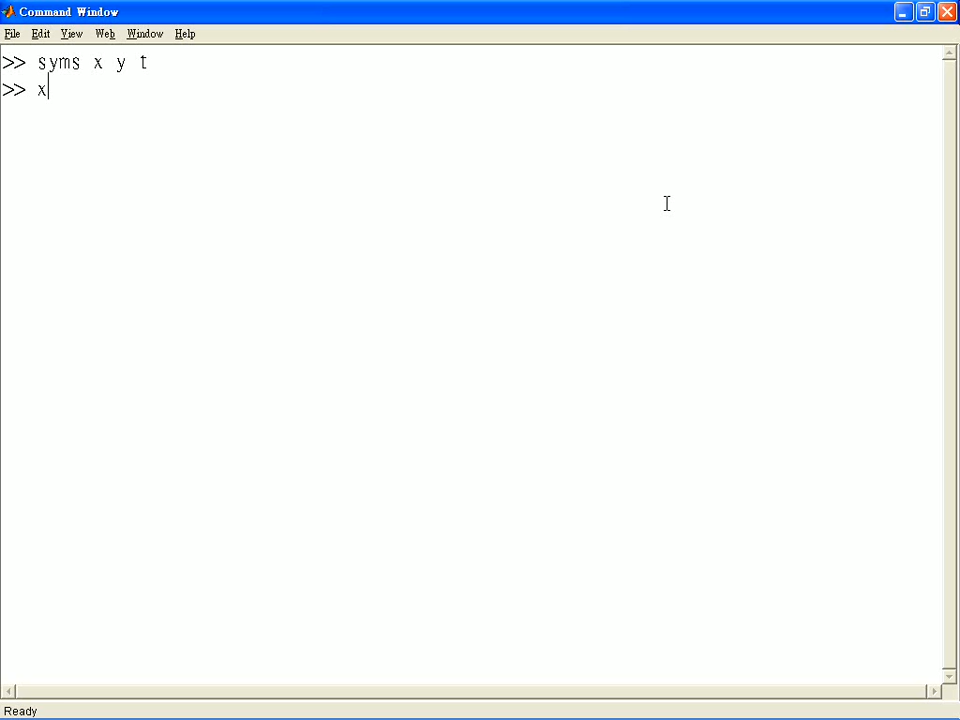 Command Window
File Edit View Web Window Help
>> syms x y t
>> x
Ready